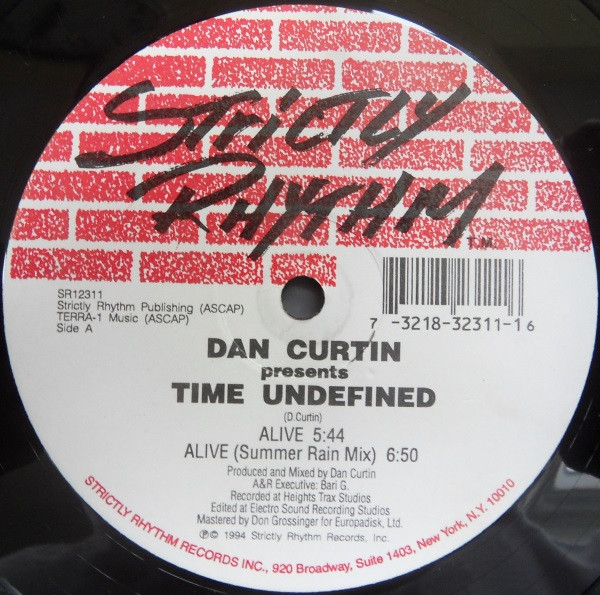 STRICTLY
RHYTHM
T.M.
SR12311
Strictly Rhythm Publishing (ASCAP)
TERRA-1 Music (ASCAP)
Side A
7 -3218-32311-1 6
DAN CURTIN
presents
TIME UNDEFINED
(D.Curtin)
ALIVE 5:44
ALIVE (Summer Rain Mix) 6:50
Produced and Mixed by Dan Curtin
A&R Executive: Bari G.
Recorded at Heights Trax Studios
Edited at Electro Sound Recording Studios
Mastered by Don Grossinger for Europadisk, Ltd.
℗© 1994 Strictly Rhythm Records, Inc.
STRICTLY RHYTHM RECORDS INC., 920 Broadway, Suite 1403, New York, N.Y. 10010